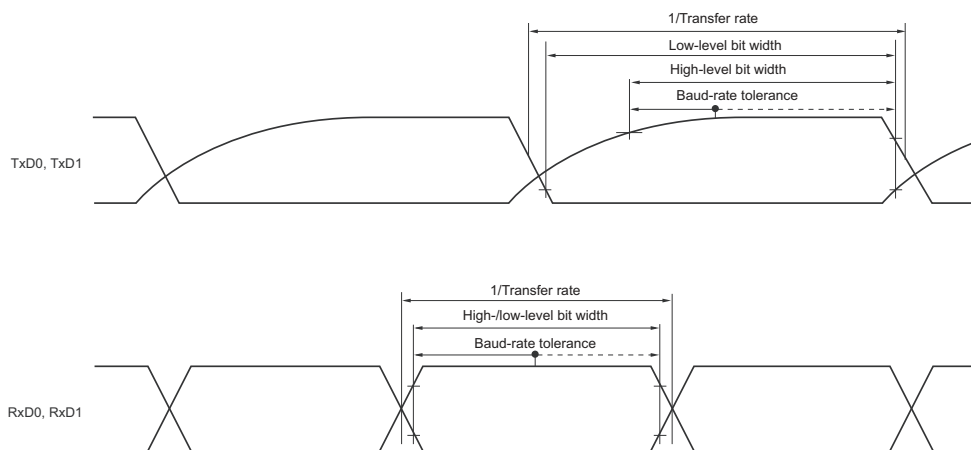 1/Transfer rate
Low-level bit width
High-level bit width
Baud-rate tolerance
TxD0, TxD1
1/Transfer rate
High-/low-level bit width
Baud-rate tolerance
RxD0, RxD1